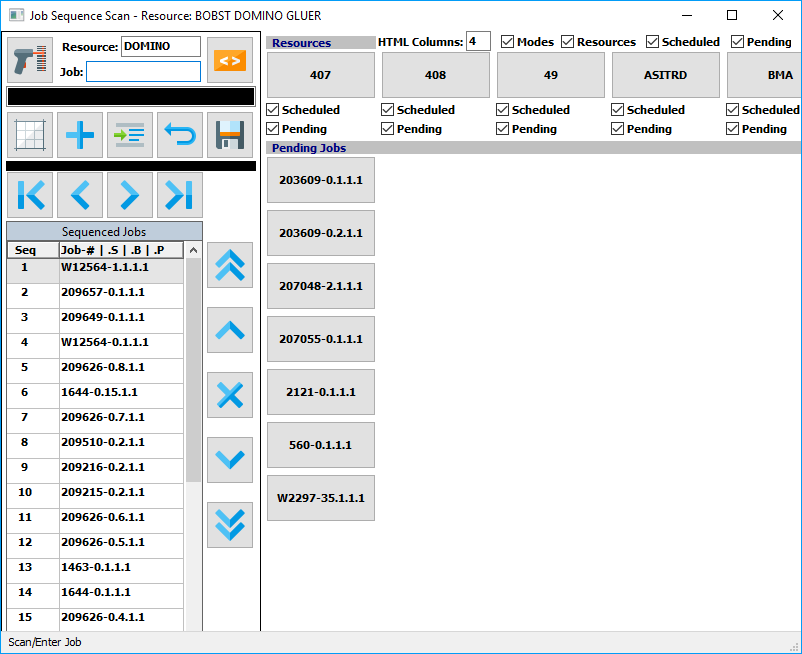 Job Sequence Scan - Resource: BOBST DOMINO GLUER
Resource: DOMINO
Job:
< >
Resources HTML Columns: 4 Modes Resources Scheduled Pending
407 408 49 ASITRD BMA
Scheduled Scheduled Scheduled Scheduled Scheduled
Pending Pending Pending Pending Pending
Pending Jobs
203609-0.1.1.1
203609-0.2.1.1
207048-2.1.1.1
207055-0.1.1.1
2121-0.1.1.1
560-0.1.1.1
W2297-35.1.1.1
Sequenced Jobs
Seq Job-# | .S | .B | .P
1 W12564-1.1.1.1
2 209657-0.1.1.1
3 209649-0.1.1.1
4 W12564-0.1.1.1
5 209626-0.8.1.1
6 1644-0.15.1.1
7 209626-0.7.1.1
8 209510-0.2.1.1
9 209216-0.2.1.1
10 209215-0.2.1.1
11 209626-0.6.1.1
12 209626-0.5.1.1
13 1463-0.1.1.1
14 1644-0.1.1.1
15 209626-0.4.1.1
Scan/Enter Job